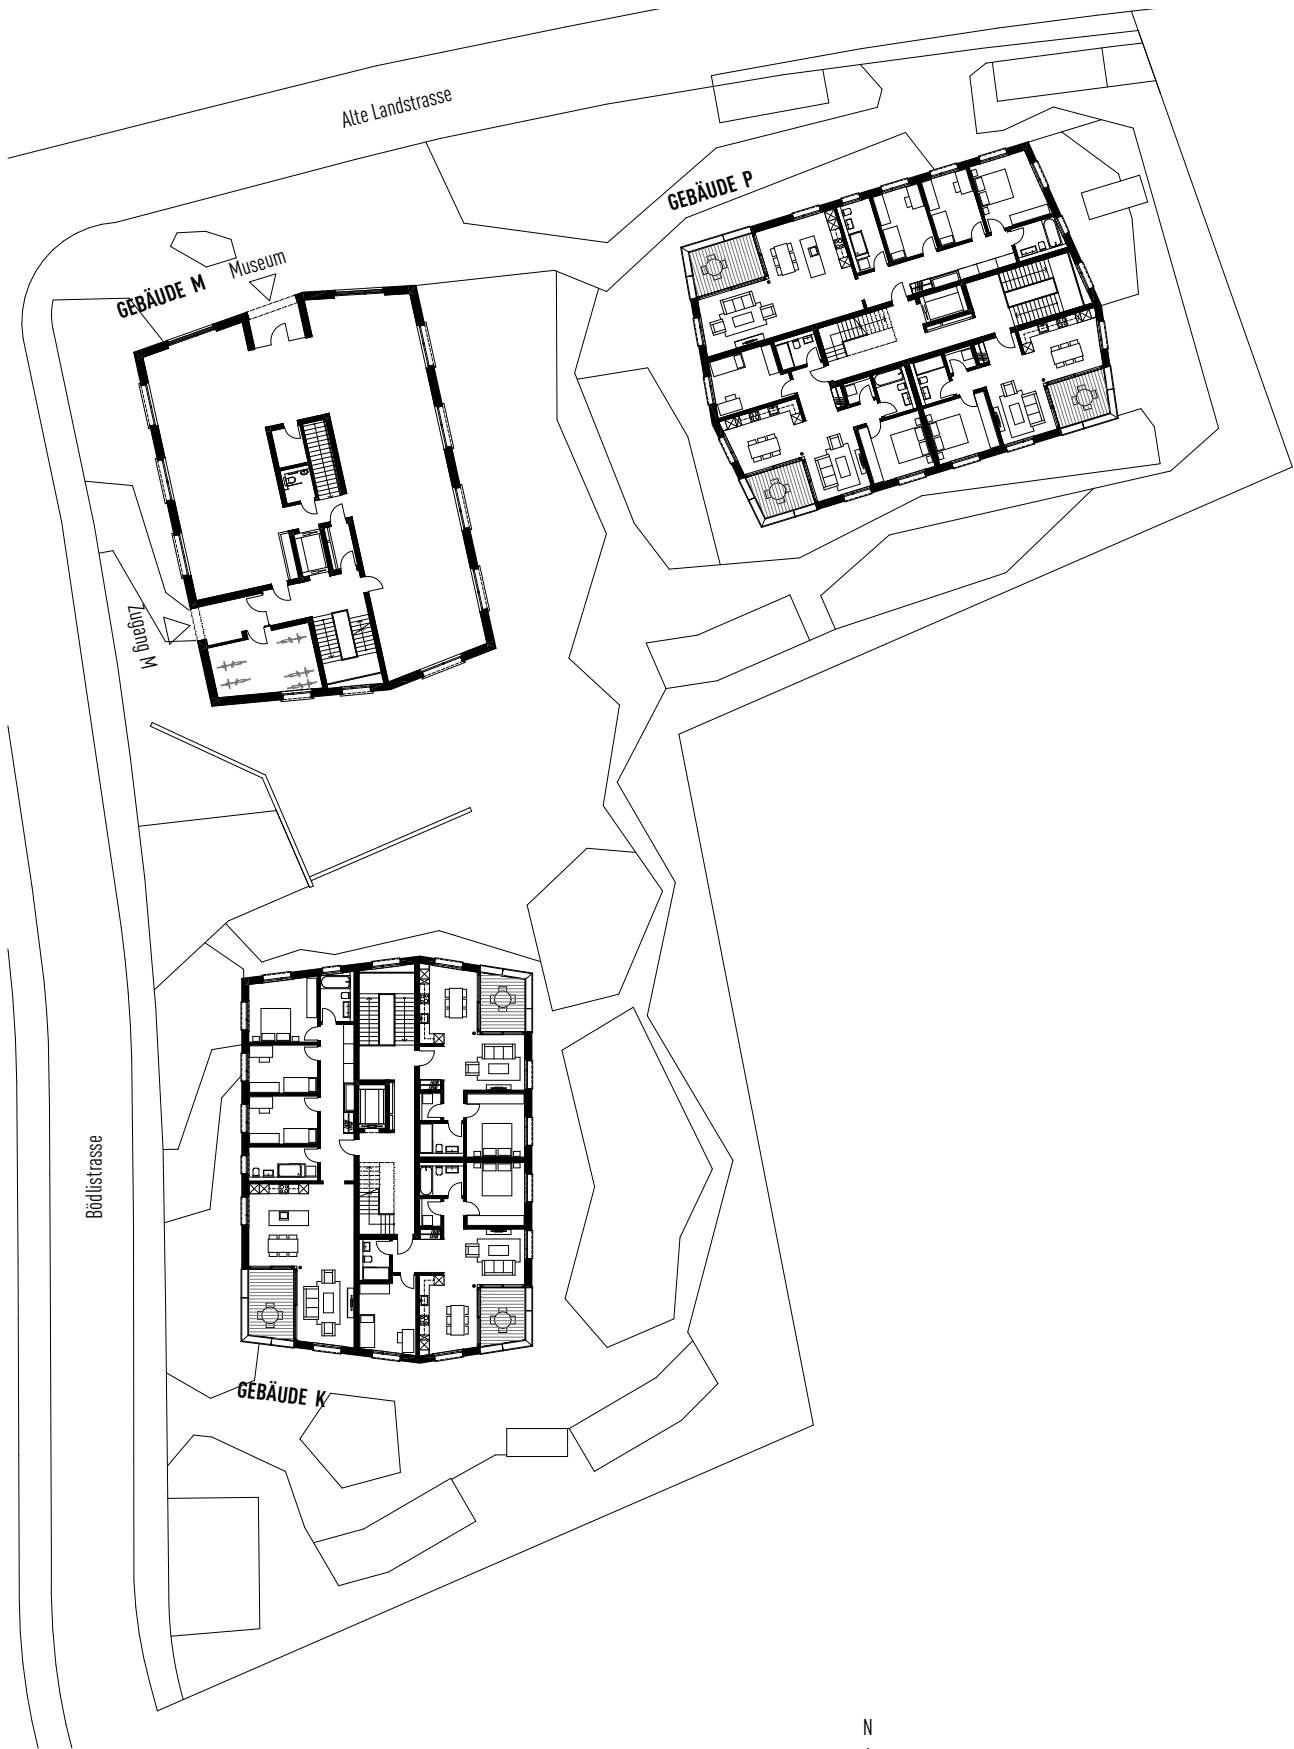 Alte Landstrasse
GEBÄUDE P
Museum
GEBÄUDE M
Zugang M
Bödlistrasse
GEBÄUDE K
N